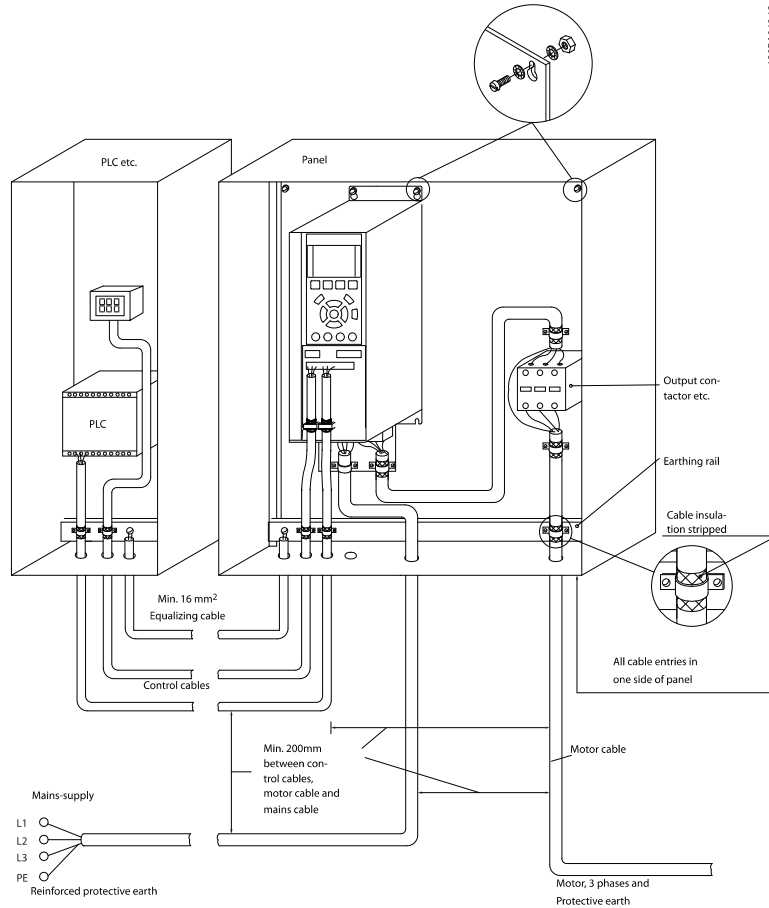 PLC etc.
Panel
PLC
Output con-
tactor etc.
Earthing rail
Cable insula-
tion stripped
Min. 16 mm²
Equalizing cable
Control cables
All cable entries in
one side of panel
Min. 200mm
between con-
trol cables,
motor cable and
mains cable
Motor cable
Mains-supply
L1
L2
L3
PE
Reinforced protective earth
Motor, 3 phases and
Protective earth